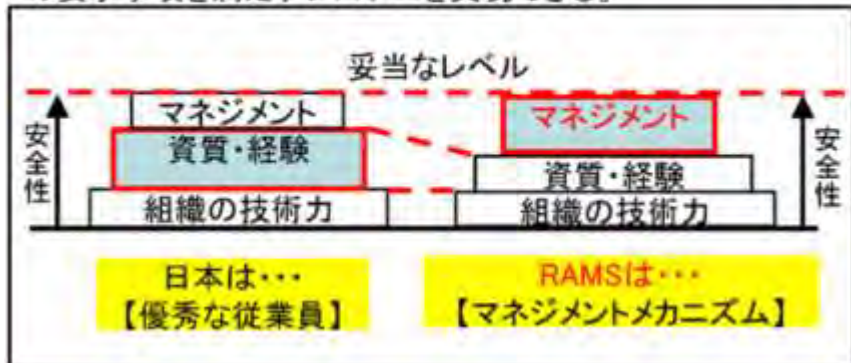 妥当なレベル
安全性
マネジメント
資質・経験
組織の技術力
マネジメント
資質・経験
組織の技術力
安全性
日本は・・・
【優秀な従業員】
RAMSは・・・
【マネジメントメカニズム】